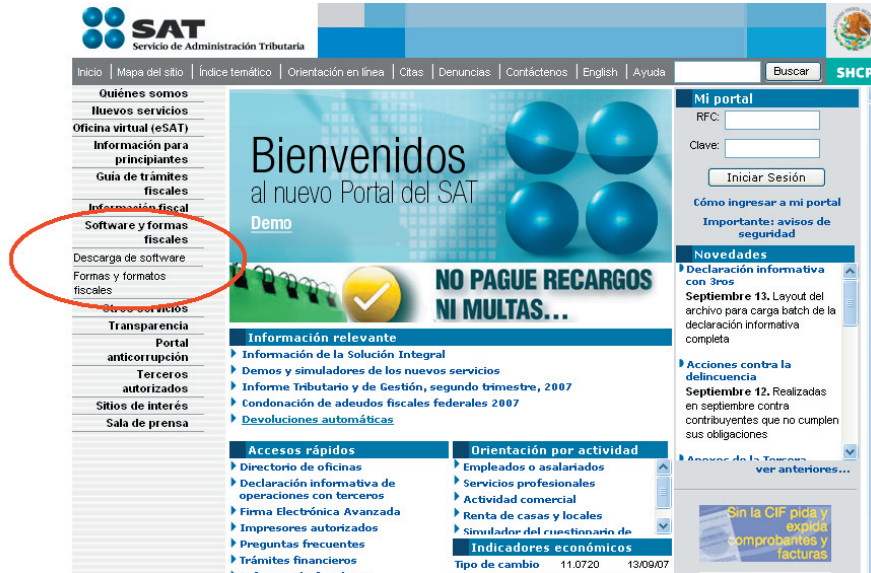 SAT
Servicio de Administración Tributaria
Inicio | Mapa del sitio | Índice temático | Orientación en línea | Citas | Denuncias | Contáctenos | English | Ayuda
Buscar
SHCP
Quiénes somos
Nuevos servicios
Oficina virtual (eSAT)
Información para
principiantes
Guía de trámites
fiscales
Información fiscal
Software y formas
fiscales
Descarga de software
Formas y formatos
fiscales
Otros servicios
Transparencia
Portal
anticorrupción
Terceros
autorizados
Sitios de interés
Sala de prensa
Bienvenidos
al nuevo Portal del SAT
Demo
NO PAGUE RECARGOS
NI MULTAS...
Información relevante
Información de la Solución Integral
Demos y simuladores de los nuevos servicios
Informe Tributario y de Gestión, segundo trimestre, 2007
Condonación de adeudos fiscales federales 2007
Devoluciones automáticas
Accesos rápidos
Directorio de oficinas
Declaración informativa de
operaciones con terceros
Firma Electrónica Avanzada
Impresores autorizados
Preguntas frecuentes
Trámites financieros
Orientación por actividad
Empleados o asalariados
Servicios profesionales
Actividad comercial
Renta de casas y locales
Simulador del cuestionario de
Indicadores económicos
Tipo de cambio 11.0720 13/09/07
Mi portal
RFC:
Clave:
Iniciar Sesión
Cómo ingresar a mi portal
Importante: avisos de
seguridad
Novedades
Declaración informativa
con 3ros
Septiembre 13. Layout del
archivo para carga batch de la
declaración informativa
completa
Acciones contra la
delincuencia
Septiembre 12. Realizadas
en septiembre contra
contribuyentes que no cumplen
sus obligaciones
Anexos de la Tercera
ver anteriores...
Sin la CIF pida y
expida
comprobantes y
facturas